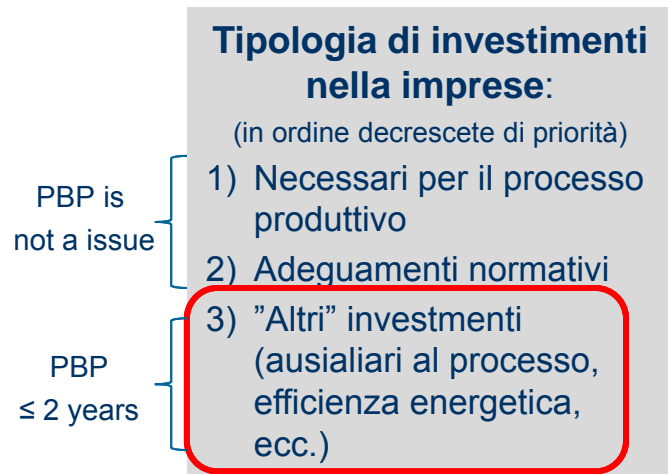 Tipologia di investimenti
nella imprese:
(in ordine decrescete di priorità)
PBP is
not a issue
1) Necessari per il processo
produttivo
2) Adeguamenti normativi
PBP
≤ 2 years
3) ”Altri” investmenti
(ausialiari al processo,
efficienza energetica,
ecc.)